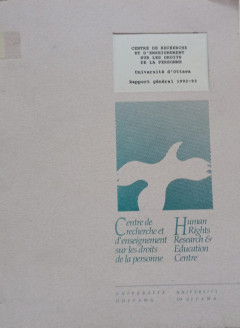 CENTRE DE RECHERCHE
ET D'ENSEIGNEMENT
SUR LES DROITS
DE LA PERSONNE
Université d'Ottawa
Rapport général 1992-93
Centre de
recherche et
d'enseignement
sur les droits
de la personne
Human
Rights
Research &
Education
Centre
UNIVERSITÉ
D'OTTAWA
UNIVERSITY
OF OTTAWA